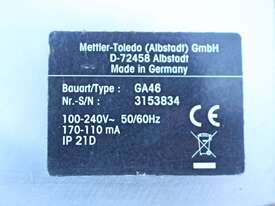 Mettler-Toledo (Albstadt) GmbH
D-72458 Albstadt
Made in Germany
Bauart/Type : GA46
Nr.-S/N : 3153834
100-240V~ 50/60Hz
170-110 mA
IP 21D
CE